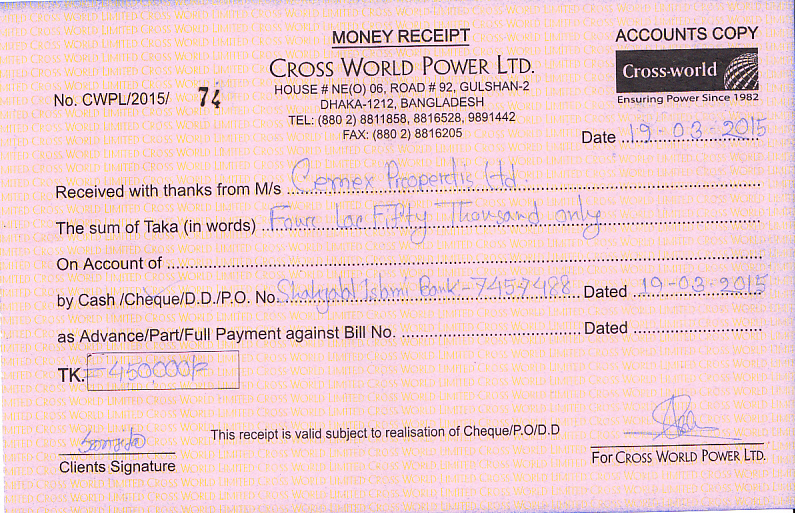 MONEY RECEIPT
ACCOUNTS COPY
CROSS WORLD POWER LTD.
Cross-world
Ensuring Power Since 1982
HOUSE # NE(O) 06, ROAD # 92, GULSHAN-2
DHAKA-1212, BANGLADESH
TEL: (880 2) 8811858, 8816528, 9891442
FAX: (880 2) 8816205
No. CWPL/2015/ 74
Date 19-03-2015
Received with thanks from M/s Cemex Properdis Ltd.
The sum of Taka (in words) Four Lac Fifty Thousand only
On Account of
by Cash /Cheque/D.D./P.O. No. Bank-7457488 Dated 19-03-2015
as Advance/Part/Full Payment against Bill No. Dated
TK. =450,000/=
This receipt is valid subject to realisation of Cheque/P.O/D.D
Clients Signature
For CROSS WORLD POWER LTD.